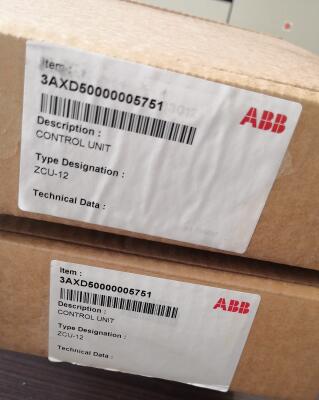 Item :
3AXD50000005751
ABB
Description :
CONTROL UNIT
Type Designation :
ZCU-12
Technical Data :
Item :
3AXD50000005751
ABB
Description :
CONTROL UNIT
Type Designation :
ZCU-12
Technical Data :